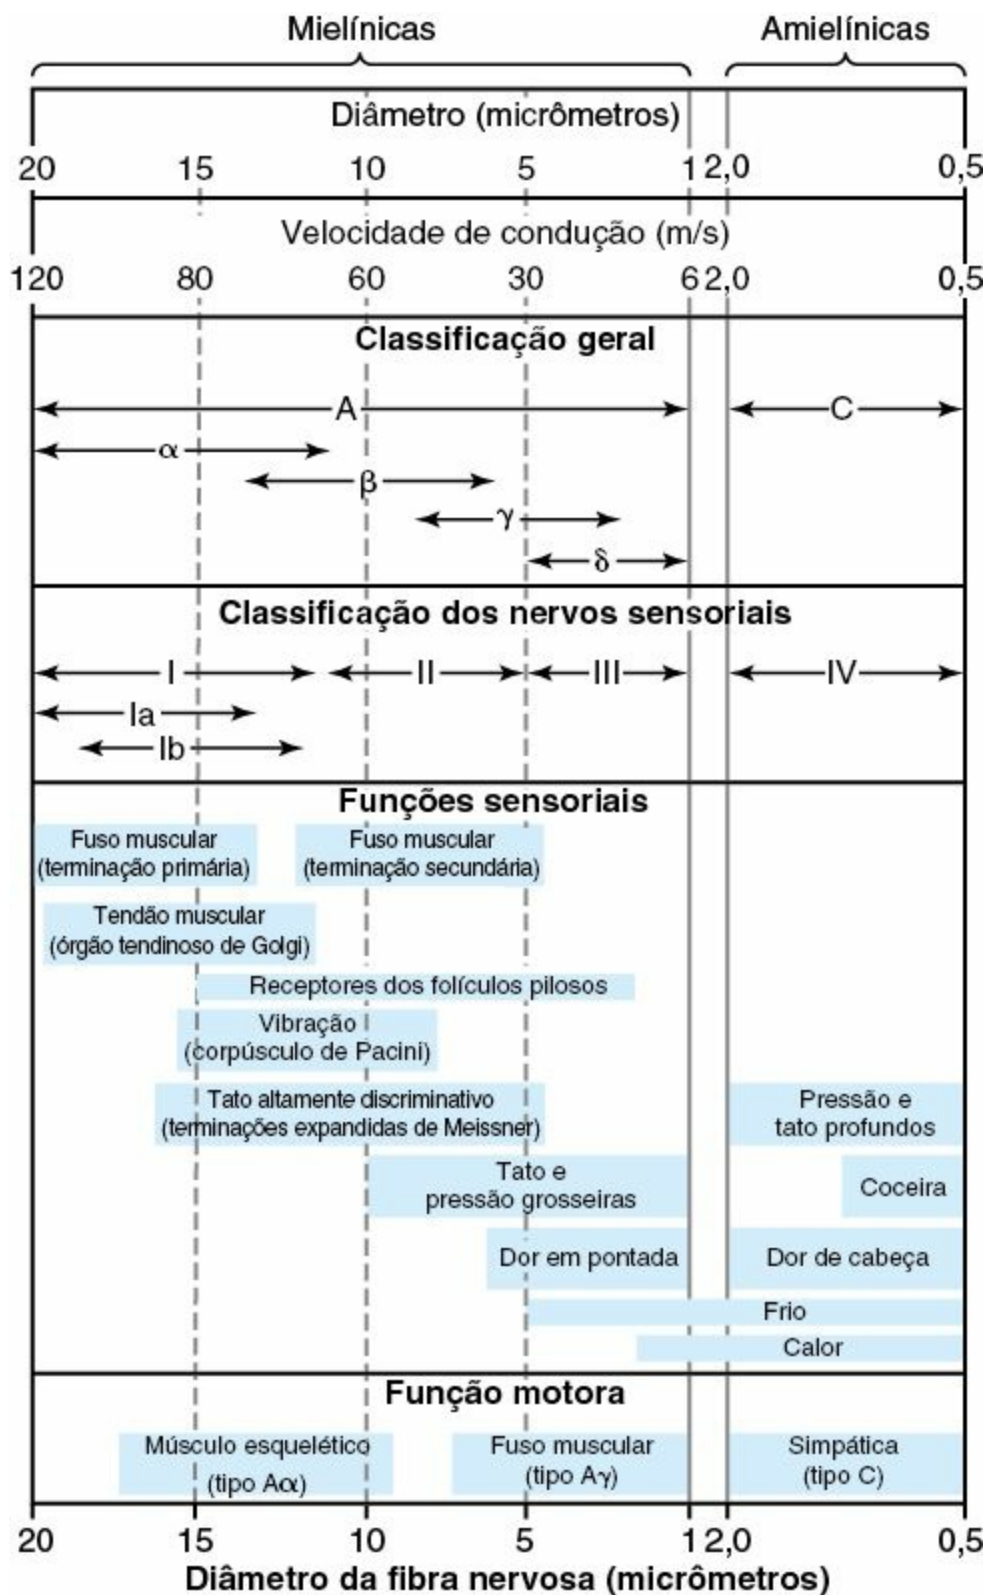 Mielínicas Amielínicas
Diâmetro (micrômetros)
20 15 10 5 1 2,0 0,5
Velocidade de condução (m/s)
120 80 60 30 6 2,0 0,5
Classificação geral
A C
α
β
γ
δ
Classificação dos nervos sensoriais
I II III IV
Ia
Ib
Funções sensoriais
Fuso muscular
(terminação primária)
Fuso muscular
(terminação secundária)
Tendão muscular
(órgão tendinoso de Golgi)
Receptores dos folículos pilosos
Vibração
(corpúsculo de Pacini)
Tato altamente discriminativo
(terminações expandidas de Meissner)
Pressão e
tato profundos
Tato e
pressão grosseiras
Coceira
Dor em pontada
Dor de cabeça
Frio
Calor
Função motora
Músculo esquelético
(tipo Aα)
Fuso muscular
(tipo Aγ)
Simpática
(tipo C)
20 15 10 5 1 2,0 0,5
Diâmetro da fibra nervosa (micrômetros)